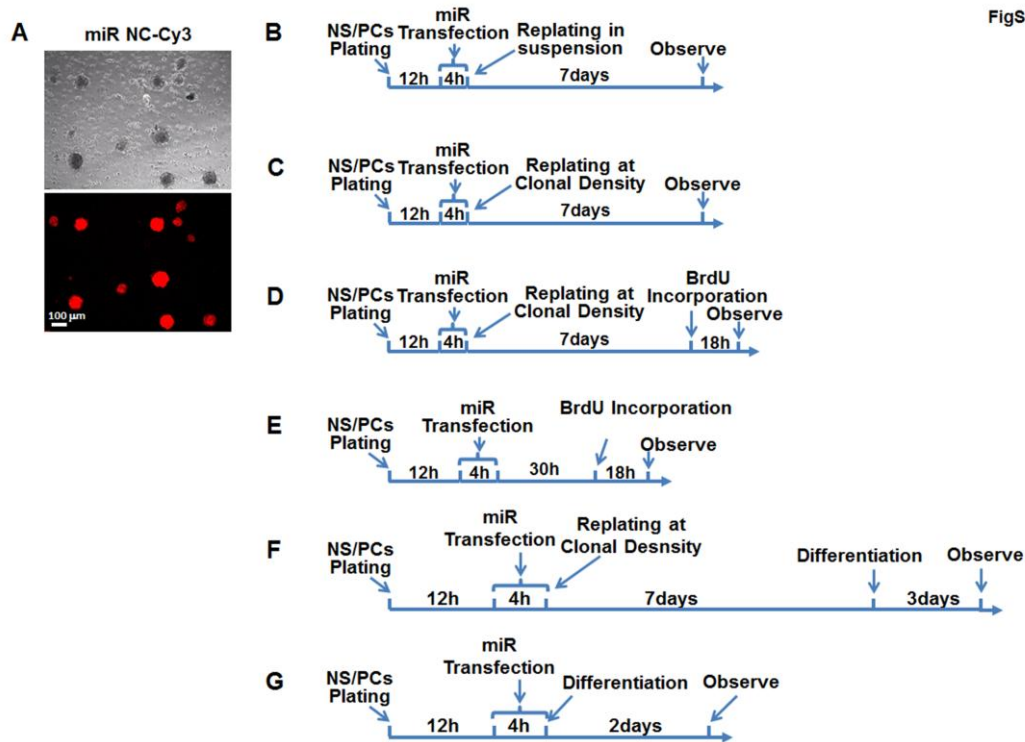 FigS
A
miR NC-Cy3
100 μm
B
NS/PCs
Plating
miR
Transfection
Replating in
suspension
Observe
12h
4h
7days
C
NS/PCs
Plating
miR
Transfection
Replating at
Clonal Density
Observe
12h
4h
7days
D
NS/PCs
Plating
miR
Transfection
Replating at
Clonal Density
BrdU
Incorporation
Observe
12h
4h
7days
18h
E
NS/PCs
Plating
miR
Transfection
BrdU Incorporation
Observe
12h
4h
30h
18h
F
NS/PCs
Plating
miR
Transfection
Replating at
Clonal Desnsity
Differentiation
Observe
12h
4h
7days
3days
G
NS/PCs
Plating
miR
Transfection
Differentiation
Observe
12h
4h
2days